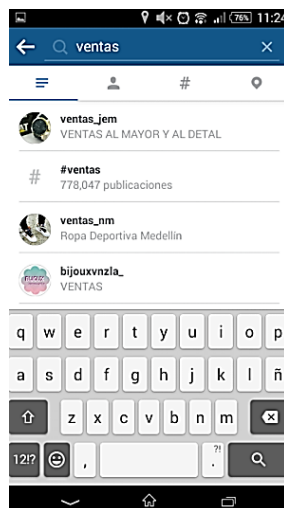 76% 11:24
ventas
#
ventas_jem
VENTAS AL MAYOR Y AL DETAL
#
#ventas
778,047 publicaciones
ventas_nm
Ropa Deportiva Medellín
bijouxvnzla_
VENTAS
q w e r t y u i o p
a s d f g h j k l ñ
z x c v b n m
12!? , ?! .